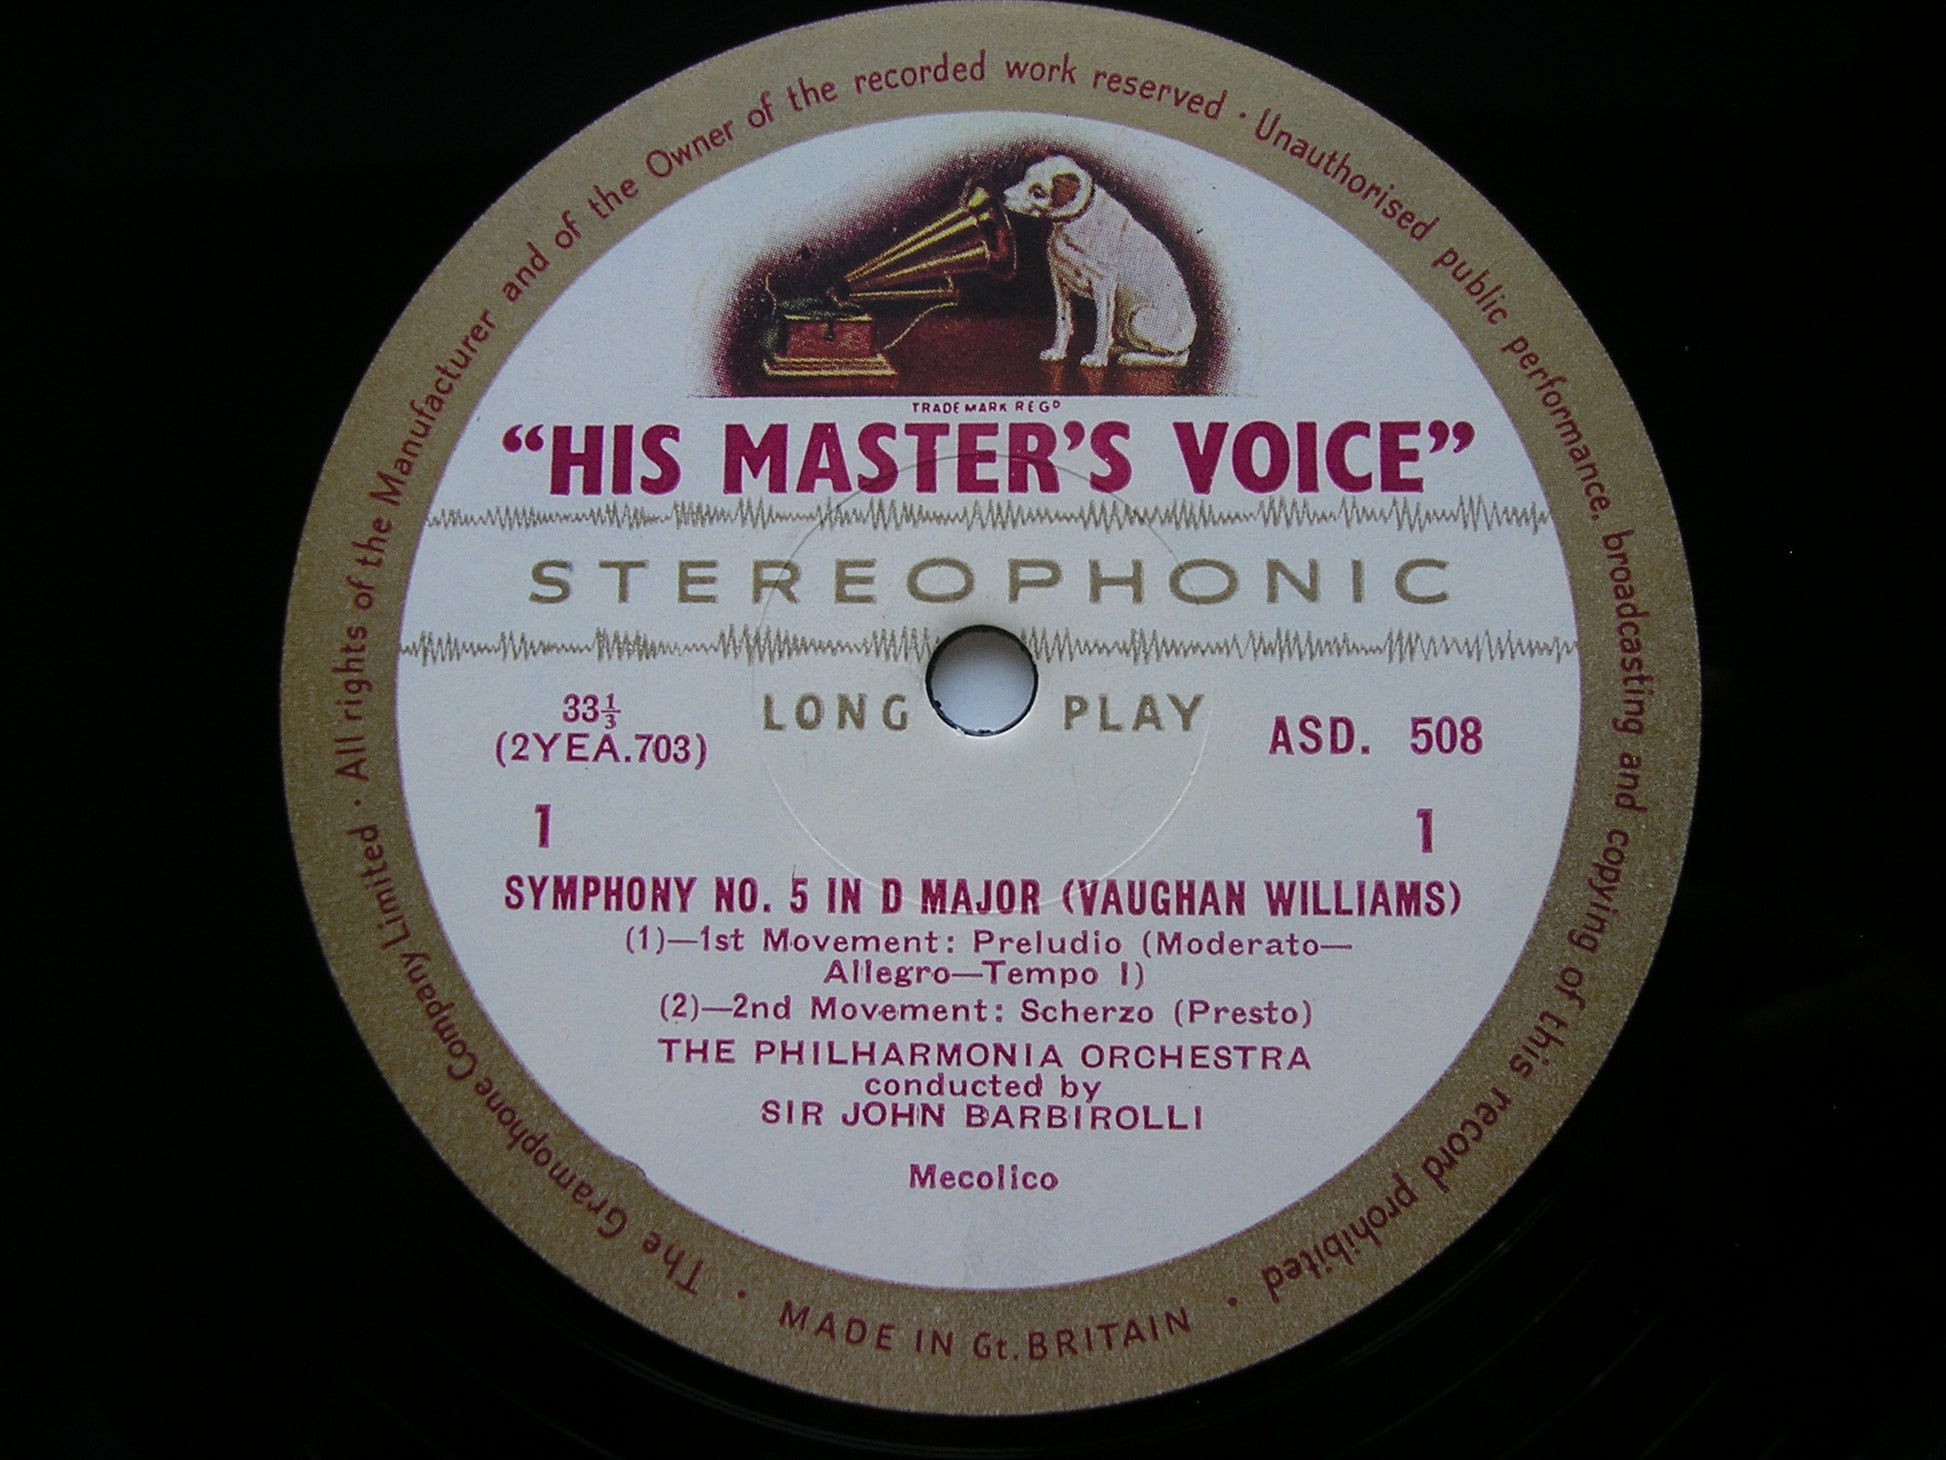 The Gramophone Company Limited · All rights of the Manufacturer and of the Owner of the recorded work reserved · Unauthorised public performance, broadcasting and copying of this record prohibited ·
TRADE MARK REGD
“HIS MASTER’S VOICE”
STEREOPHONIC
LONG PLAY
33⅓
(2YEA.703)
ASD. 508
1 1
SYMPHONY NO. 5 IN D MAJOR (VAUGHAN WILLIAMS)
(1)—1st Movement: Preludio (Moderato—
Allegro—Tempo I)
(2)—2nd Movement: Scherzo (Presto)
THE PHILHARMONIA ORCHESTRA
conducted by
SIR JOHN BARBIROLLI
Mecolico
· MADE IN Gt. BRITAIN